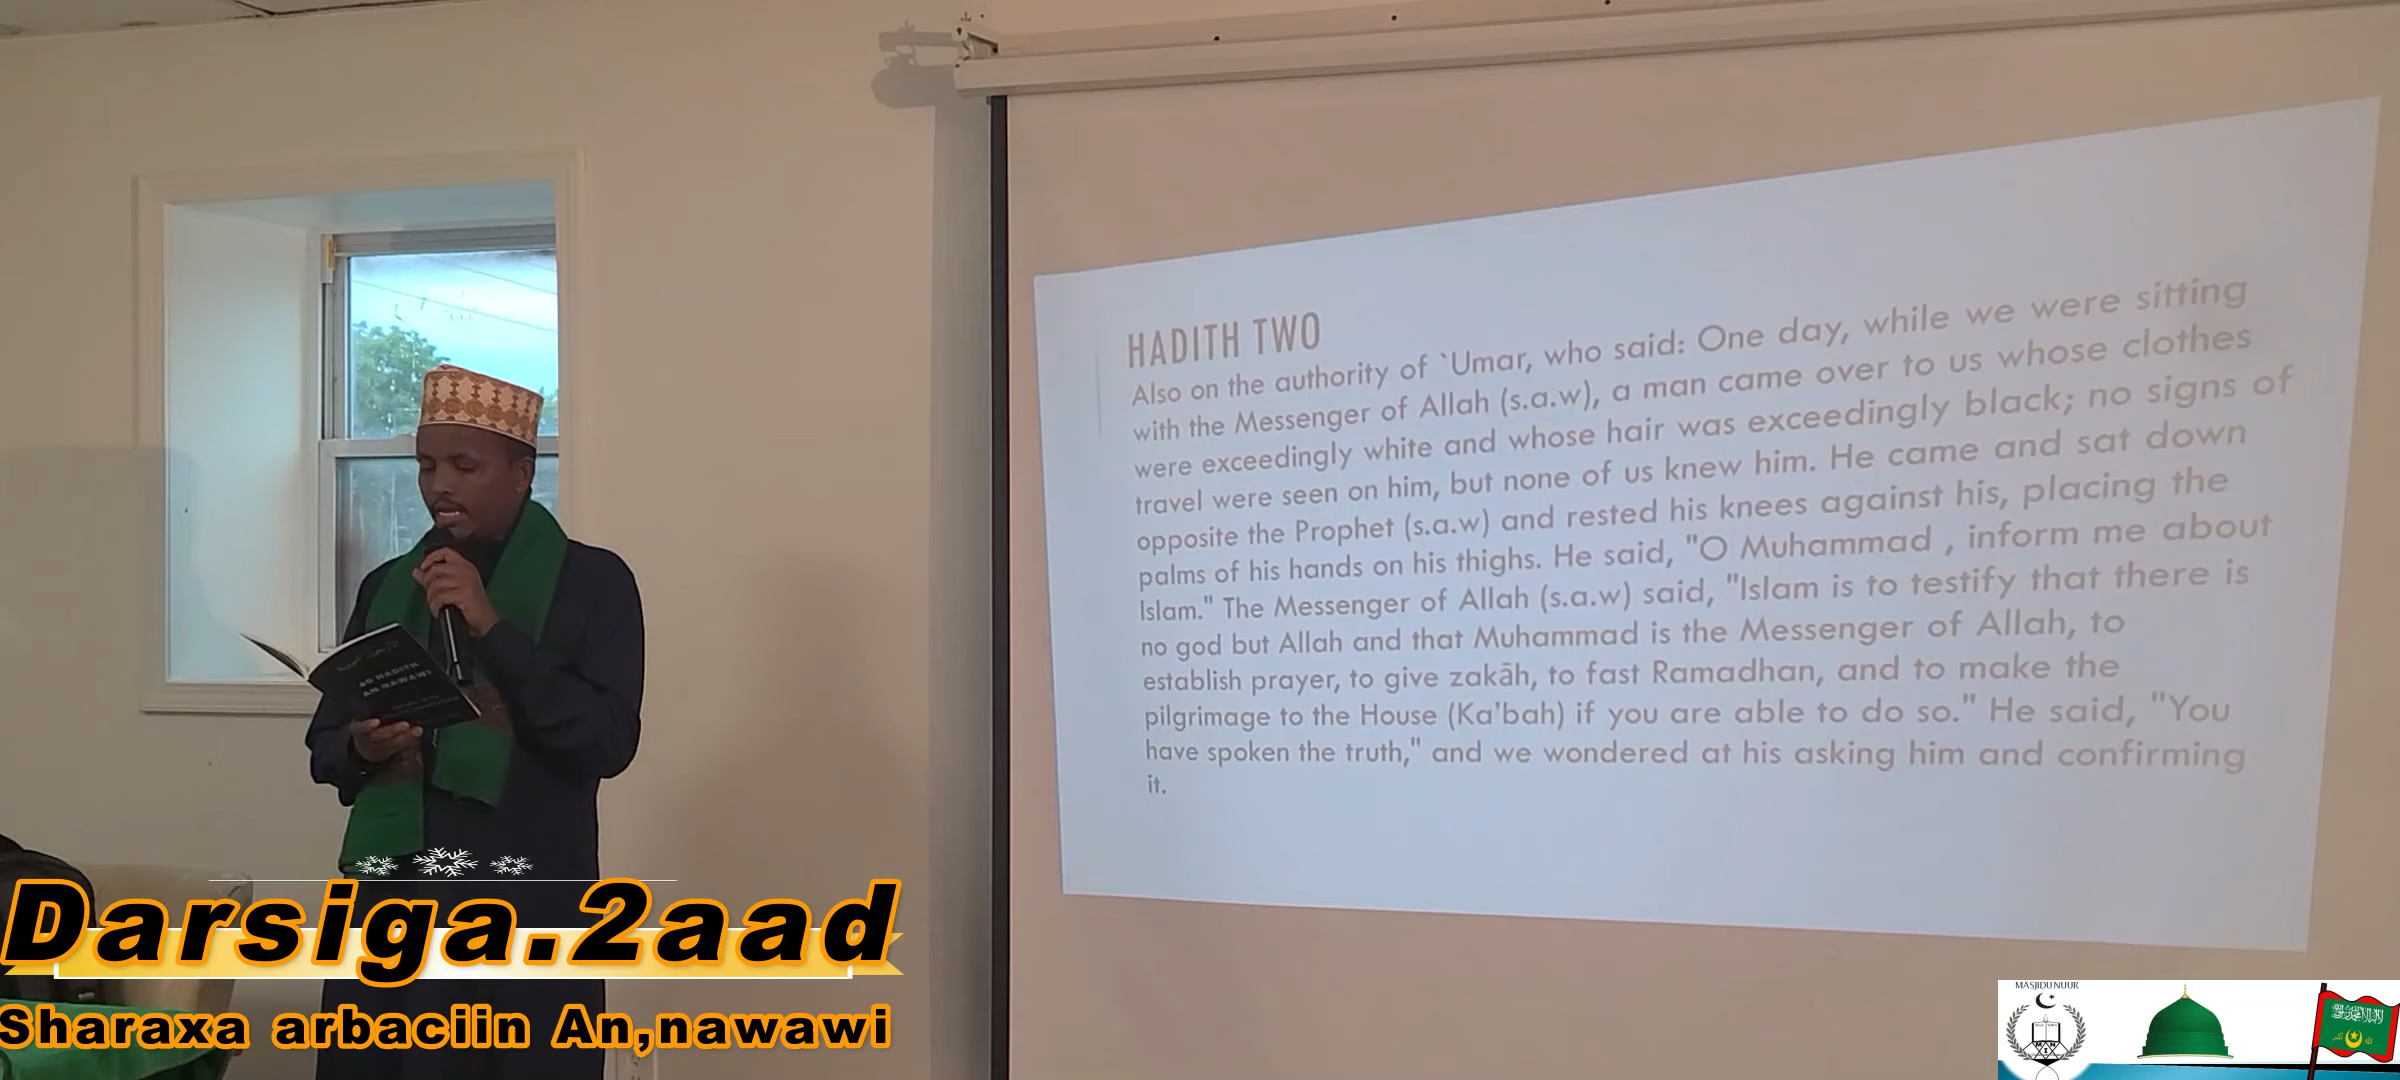 HADITH TWO
Also on the authority of `Umar, who said: One day, while we were sitting
with the Messenger of Allah (s.a.w), a man came over to us whose clothes
were exceedingly white and whose hair was exceedingly black; no signs of
travel were seen on him, but none of us knew him. He came and sat down
opposite the Prophet (s.a.w) and rested his knees against his, placing the
palms of his hands on his thighs. He said, "O Muhammad , inform me about
Islam." The Messenger of Allah (s.a.w) said, "Islam is to testify that there is
no god but Allah and that Muhammad is the Messenger of Allah, to
establish prayer, to give zakāh, to fast Ramadhan, and to make the
pilgrimage to the House (Ka'bah) if you are able to do so." He said, "You
have spoken the truth," and we wondered at his asking him and confirming
it.
40 HADITH
AN NAWAWI
Darsiga.2aad
Sharaxa arbaciin An,nawawi
MASJIDU NUUR